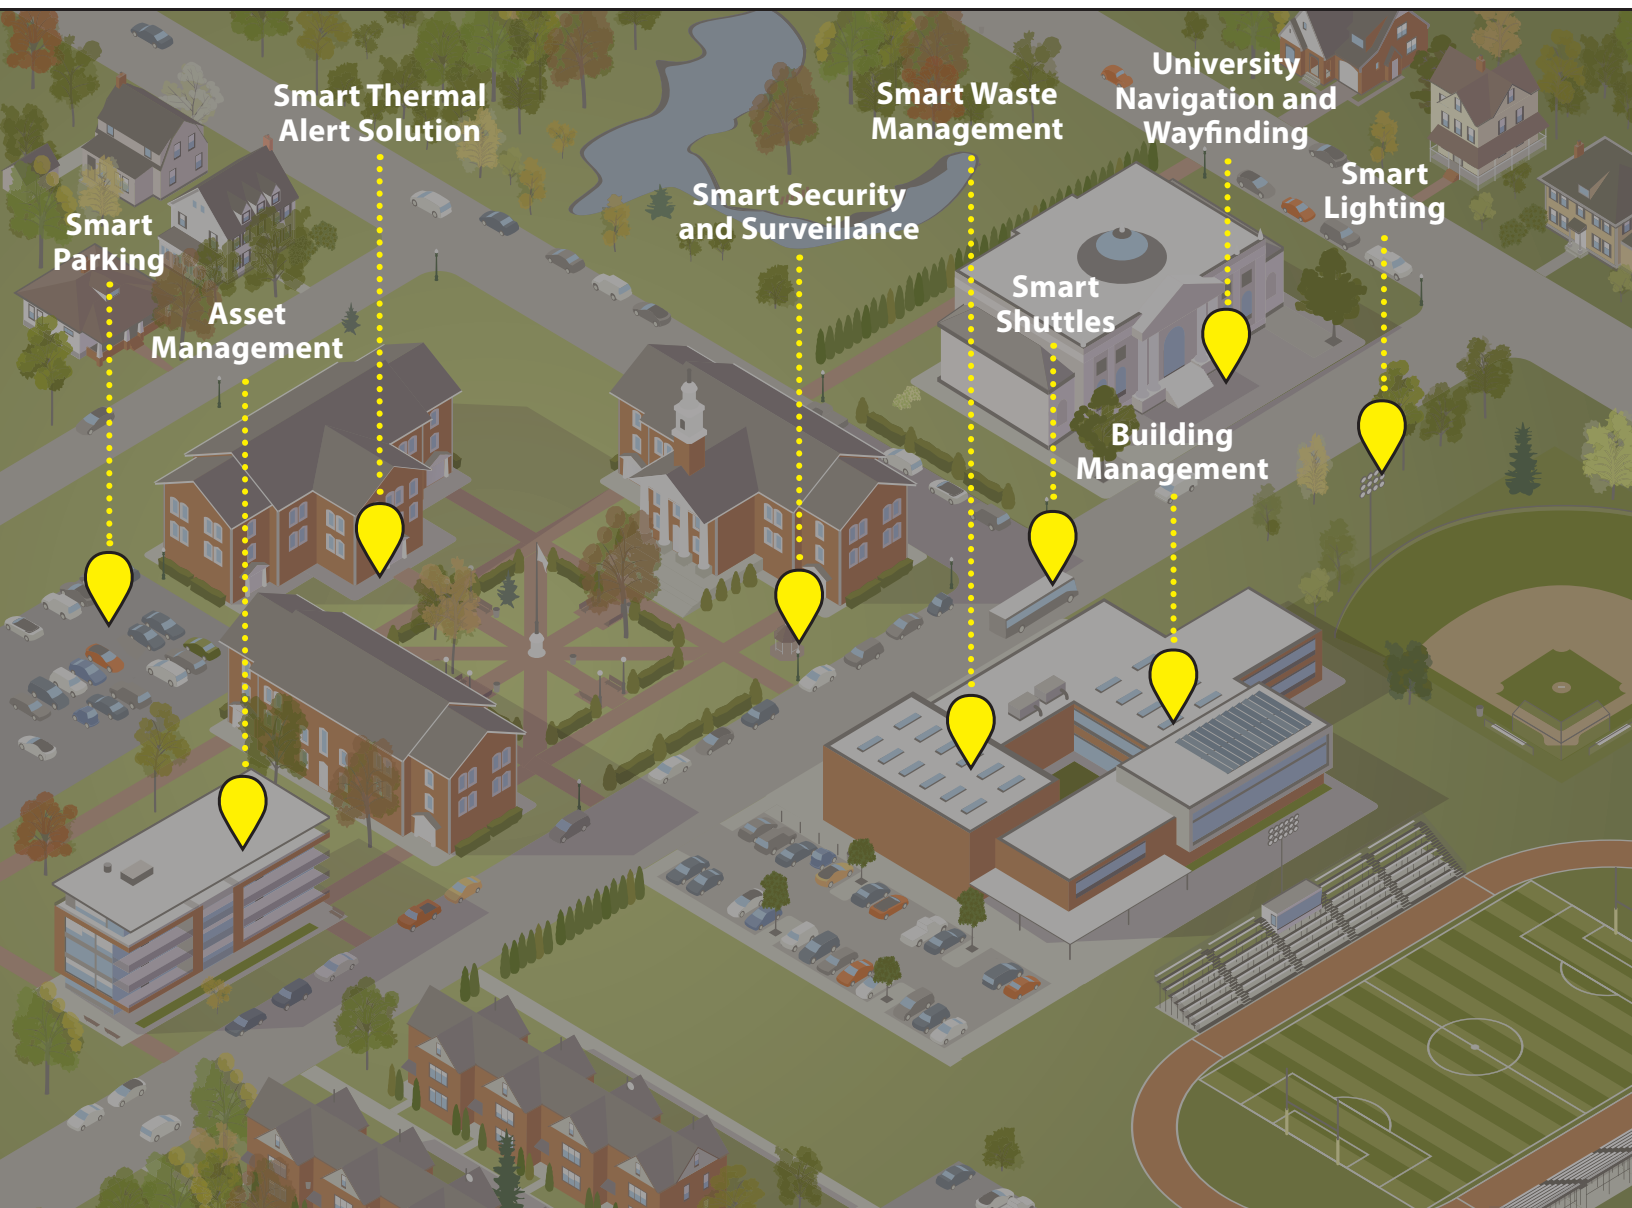 Smart Thermal
Alert Solution
Smart Waste
Management
University
Navigation and
Wayfinding
Smart
Lighting
Smart Security
and Surveillance
Smart
Parking
Smart
Shuttles
Asset
Management
Building
Management